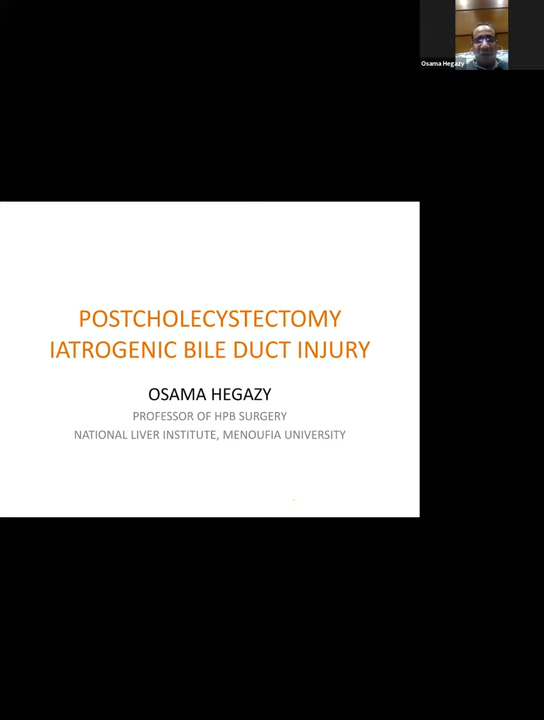 Osama Hegazy
POSTCHOLECYSTECTOMY
IATROGENIC BILE DUCT INJURY
OSAMA HEGAZY
PROFESSOR OF HPB SURGERY
NATIONAL LIVER INSTITUTE, MENOUFIA UNIVERSITY